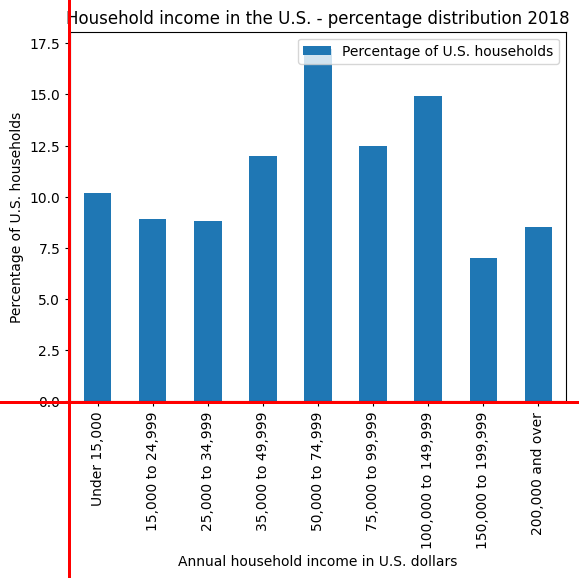 Household income in the U.S. - percentage distribution 2018
Percentage of U.S. households
17.5
15.0
12.5
10.0
7.5
5.0
2.5
0.0
Percentage of U.S. households
Under 15,000
15,000 to 24,999
25,000 to 34,999
35,000 to 49,999
50,000 to 74,999
75,000 to 99,999
100,000 to 149,999
150,000 to 199,999
200,000 and over
Annual household income in U.S. dollars